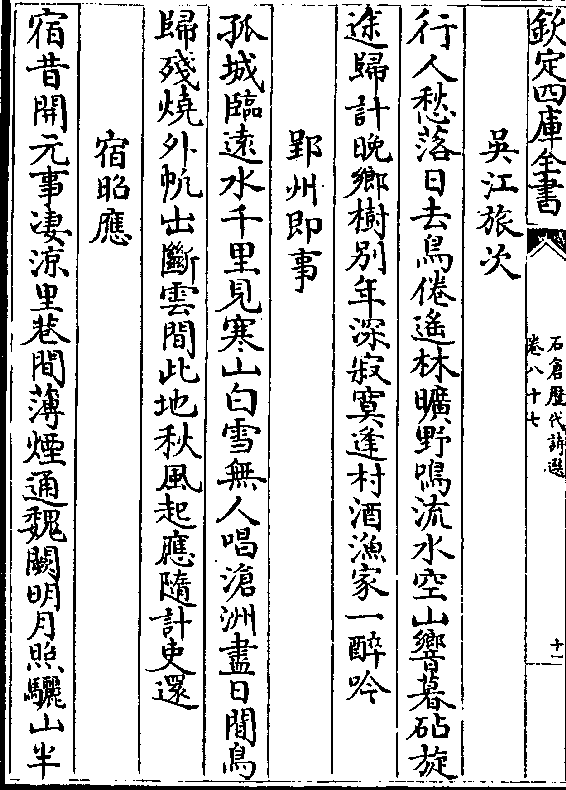 欽定四庫全書
石倉歷代詩選
卷八十七
十一
吳江旅次
行人愁落日去鳥倦遙林曠野鳴流水空山響暮砧旋
途歸計晚鄉樹別年深寂寞逢村酒漁家一醉吟
郢州即事
孤城臨遠水千里見寒山白雪無人唱滄洲盡日閒鳥
歸殘燒外帆出斷雲間此地秋風起應隨計吏還
宿昭應
宿昔開元事凄涼里巷間薄煙通魏闕明月照驪山半